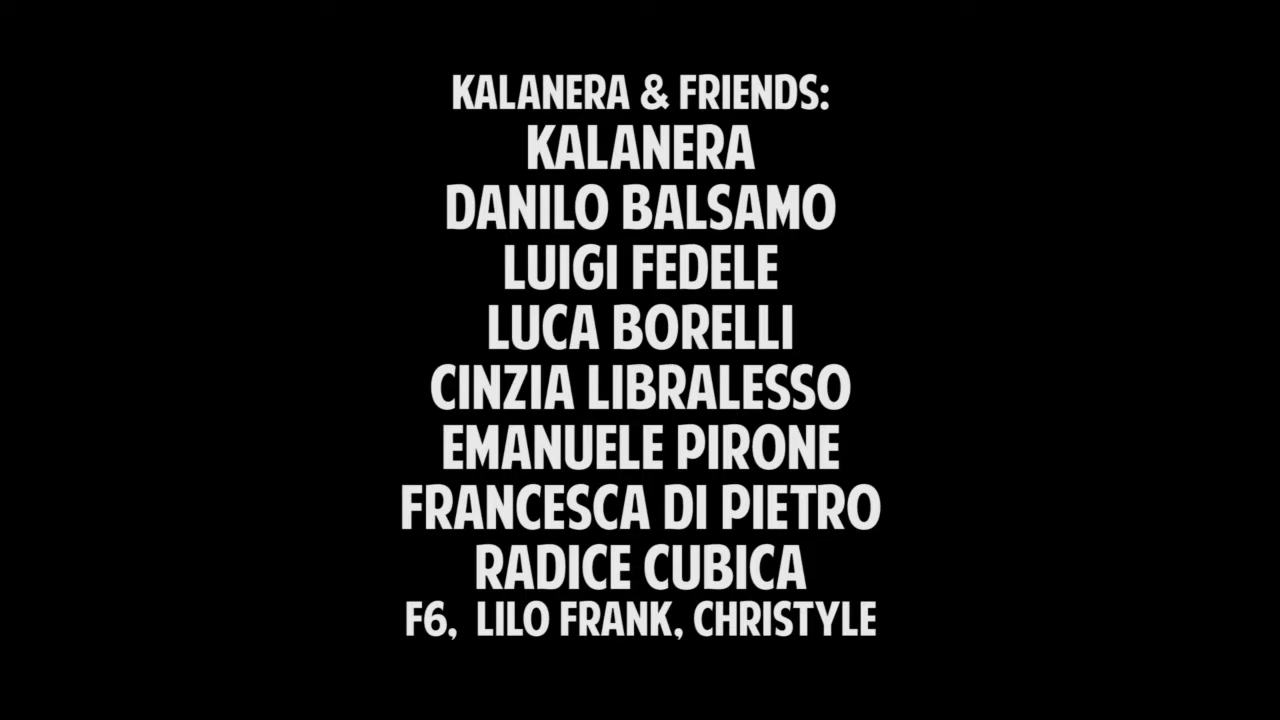 KALANERA & FRIENDS:
KALANERA
DANILO BALSAMO
LUIGI FEDELE
LUCA BORELLI
CINZIA LIBRALESSO
EMANUELE PIRONE
FRANCESCA DI PIETRO
RADICE CUBICA
F6,  LILO FRANK, CHRISTYLE